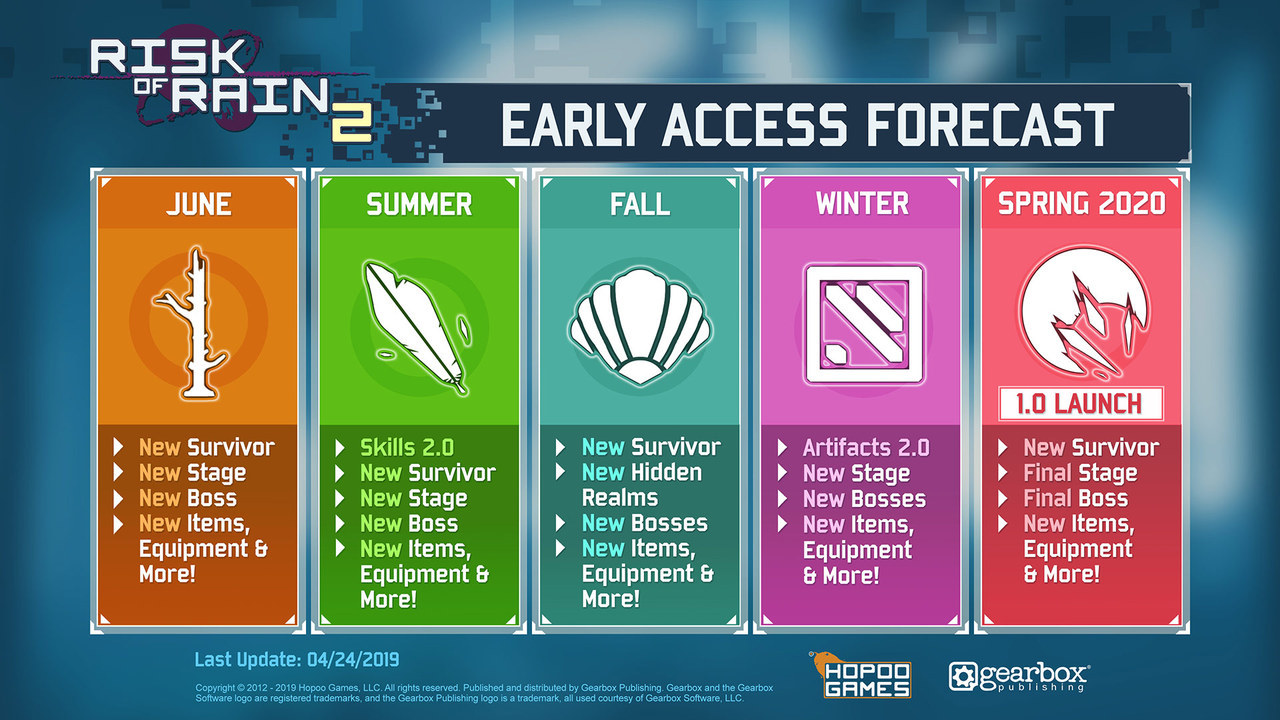 RISK
OF RAIN
2
EARLY ACCESS FORECAST
JUNE
New Survivor
New Stage
New Boss
New Items,
Equipment &
More!
SUMMER
Skills 2.0
New Survivor
New Stage
New Boss
New Items,
Equipment &
More!
FALL
New Survivor
New Hidden
Realms
New Bosses
New Items,
Equipment &
More!
WINTER
Artifacts 2.0
New Stage
New Bosses
New Items,
Equipment
& More!
SPRING 2020
1.0 LAUNCH
New Survivor
Final Stage
Final Boss
New Items,
Equipment
& More!
Last Update: 04/24/2019
Copyright © 2012 - 2019 Hopoo Games, LLC. All rights reserved. Published and distributed by Gearbox Publishing. Gearbox and the Gearbox
Software logo are registered trademarks, and the Gearbox Publishing logo is a trademark, all used courtesy of Gearbox Software, LLC.
HOPOO
GAMES
gearbox®
publishing